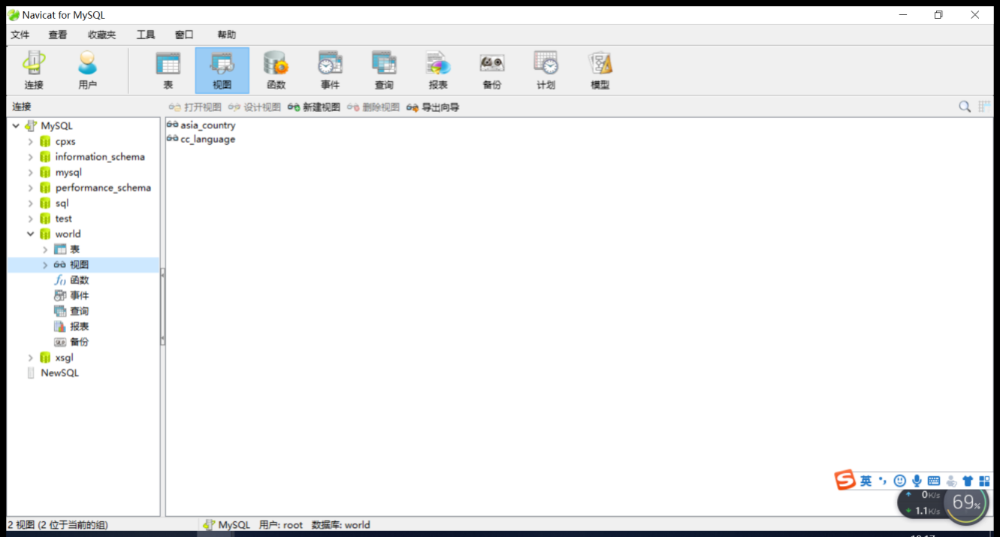 Navicat for MySQL
文件 查看 收藏夹 工具 窗口 帮助
连接 用户 表 视图 函数 事件 查询 报表 备份 计划 模型
连接 打开视图 设计视图 新建视图 删除视图 导出向导
MySQL
cpxs
information_schema
mysql
performance_schema
sql
test
world
表
视图
函数
事件
查询
报表
备份
xsgl
NewSQL
asia_country
cc_language
英
0K/s
1.1K/s
69%
2 视图 (2 位于当前的组) MySQL 用户: root 数据库: world